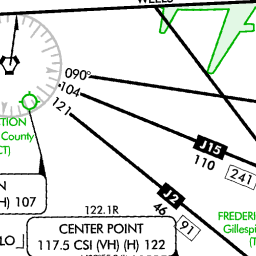 WELLS
090°
104
121
TION
County
CT)
J15
110
241
N
(H) 107
J2
46
91
122.1R
CENTER POINT
117.5 CSI (VH) (H) 122
LO
FREDERI
Gillespi
(T